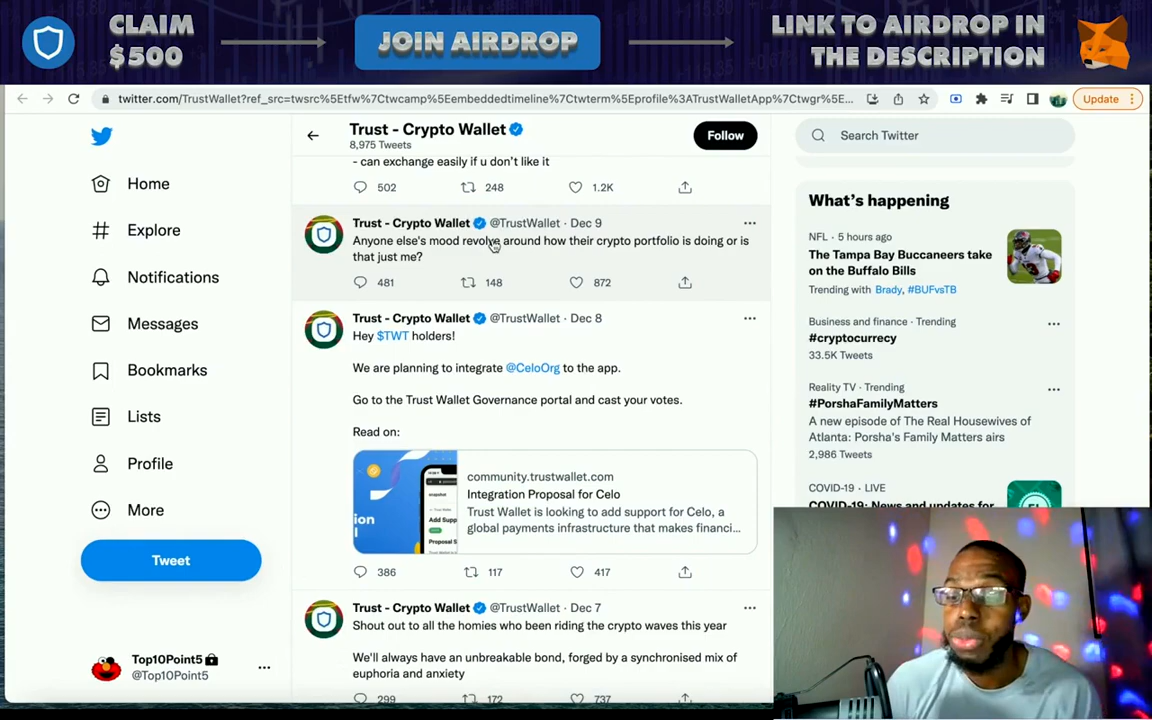 CLAIM
$500
JOIN AIRDROP
LINK TO AIRDROP IN
THE DESCRIPTION
twitter.com/TrustWallet?ref_src=twsrc%5Etfw%7Ctwcamp%5Eembeddedtimeline%7Ctwterm%5Eprofile%3ATrustWalletApp%7Ctwgr%5E...
Update
Home
Explore
Notifications
Messages
Bookmarks
Lists
Profile
More
Tweet
Top10Point5
@Top10Point5
Trust - Crypto Wallet
8,975 Tweets
Follow
- can exchange easily if u don't like it
502 248 1.2K
Trust - Crypto Wallet @TrustWallet · Dec 9
Anyone else's mood revolve around how their crypto portfolio is doing or is
that just me?
481 148 872
Trust - Crypto Wallet @TrustWallet · Dec 8
Hey $TWT holders!
We are planning to integrate @CeloOrg to the app.
Go to the Trust Wallet Governance portal and cast your votes.
Read on:
community.trustwallet.com
Integration Proposal for Celo
Trust Wallet is looking to add support for Celo, a
global payments infrastructure that makes financi...
386 117 417
Trust - Crypto Wallet @TrustWallet · Dec 7
Shout out to all the homies who been riding the crypto waves this year
We'll always have an unbreakable bond, forged by a synchronised mix of
euphoria and anxiety
299 172 737
Search Twitter
What's happening
NFL · 5 hours ago
The Tampa Bay Buccaneers take
on the Buffalo Bills
Trending with Brady, #BUFvsTB
Business and finance · Trending
#cryptocurrecy
33.5K Tweets
Reality TV · Trending
#PorshaFamilyMatters
A new episode of The Real Housewives of
Atlanta: Porsha's Family Matters airs
2,986 Tweets
COVID-19 · LIVE
COVID-19: News and updates for